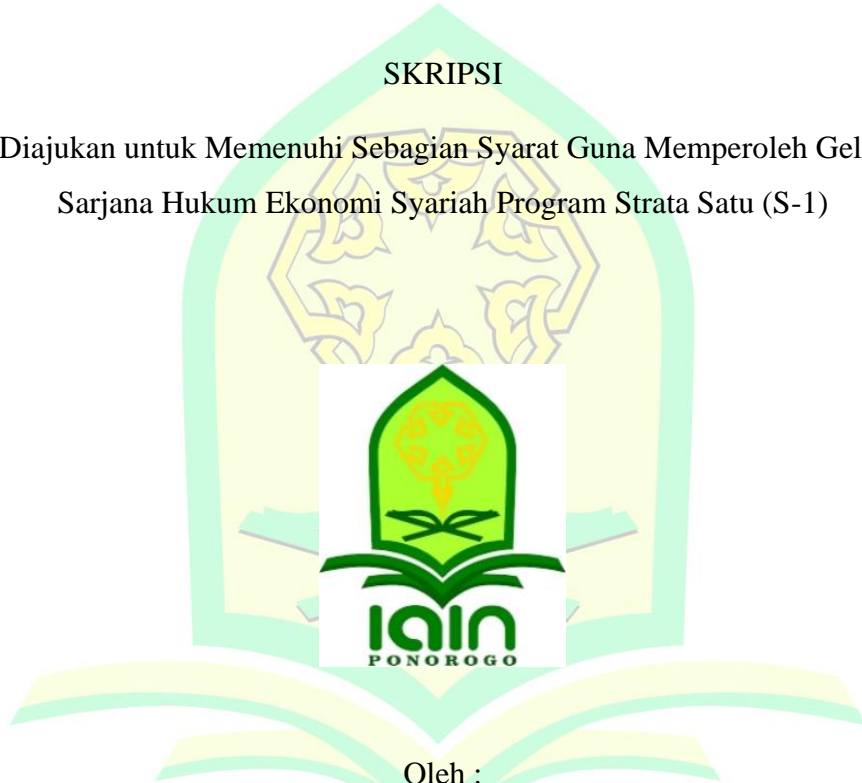 SKRIPSI
Diajukan untuk Memenuhi Sebagian Syarat Guna Memperoleh Gel
Sarjana Hukum Ekonomi Syariah Program Strata Satu (S-1)
IAIN
PONOROGO
Oleh :